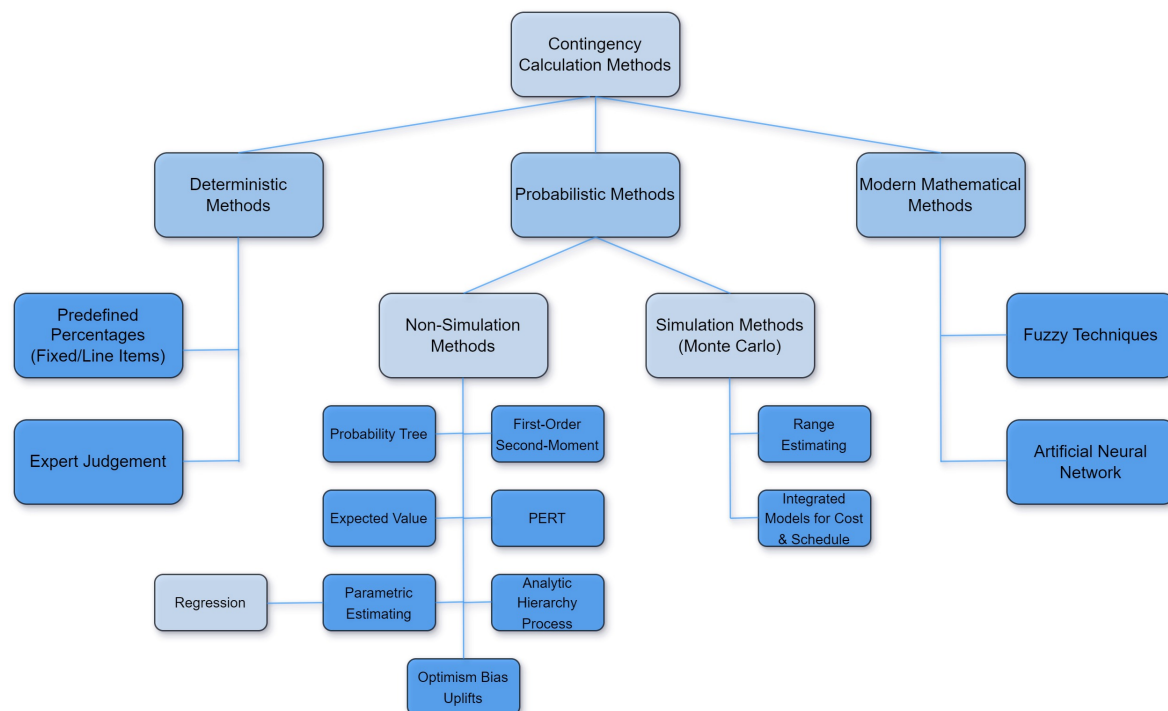 Contingency
Calculation Methods
Deterministic
Methods
Probabilistic Methods
Modern Mathematical
Methods
Predefined
Percentages
(Fixed/Line Items)
Non-Simulation
Methods
Simulation Methods
(Monte Carlo)
Fuzzy Techniques
Expert Judgement
Probability Tree
First-Order
Second-Moment
Range
Estimating
Artificial Neural
Network
Expected Value
PERT
Integrated
Models for Cost
& Schedule
Regression
Parametric
Estimating
Analytic
Hierarchy
Process
Optimism Bias
Uplifts